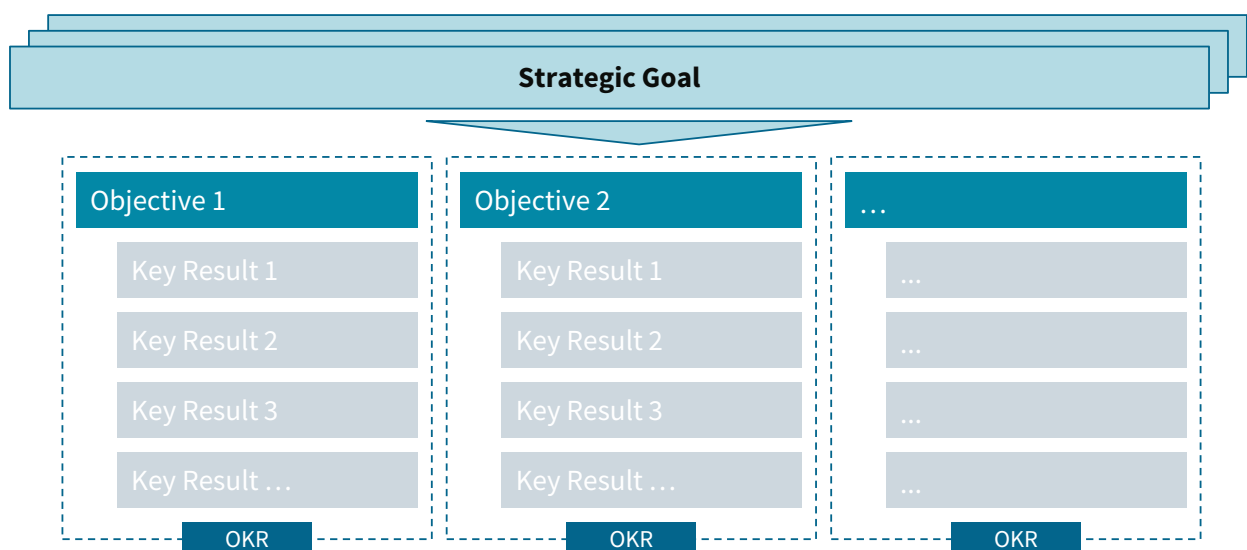 Strategic Goal
Objective 1
Key Result 1
Key Result 2
Key Result 3
Key Result …
OKR
Objective 2
Key Result 1
Key Result 2
Key Result 3
Key Result …
OKR
…
...
...
...
...
OKR